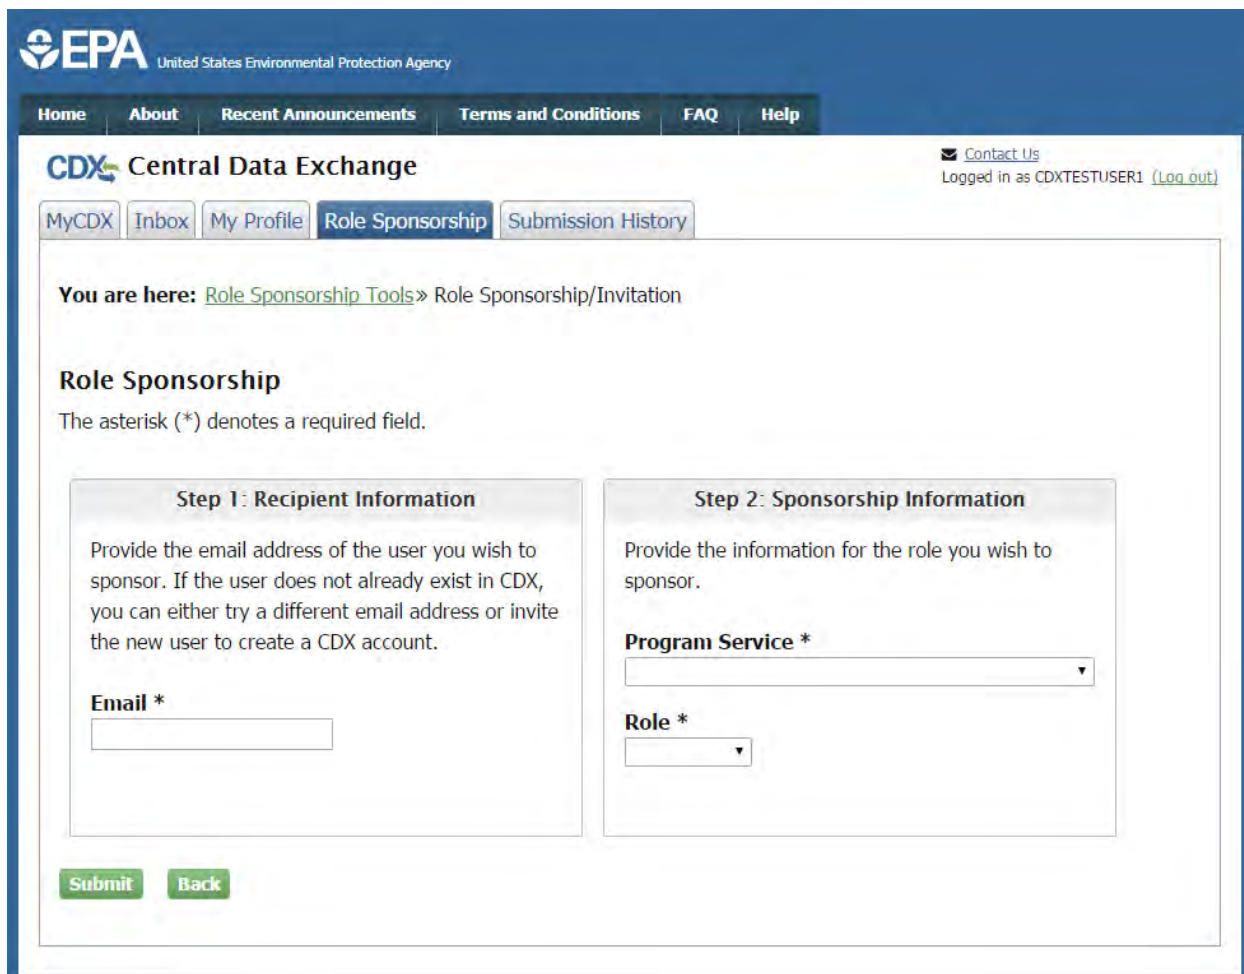 EPA United States Environmental Protection Agency
Home About Recent Announcements Terms and Conditions FAQ Help
CDX Central Data Exchange
Contact Us
Logged in as CDXTESTUSER1 (Log out)
MyCDX Inbox My Profile Role Sponsorship Submission History
You are here: Role Sponsorship Tools» Role Sponsorship/Invitation
Role Sponsorship
The asterisk (*) denotes a required field.
Step 1: Recipient Information
Provide the email address of the user you wish to
sponsor. If the user does not already exist in CDX,
you can either try a different email address or invite
the new user to create a CDX account.
Email *
Step 2: Sponsorship Information
Provide the information for the role you wish to
sponsor.
Program Service *
Role *
Submit Back